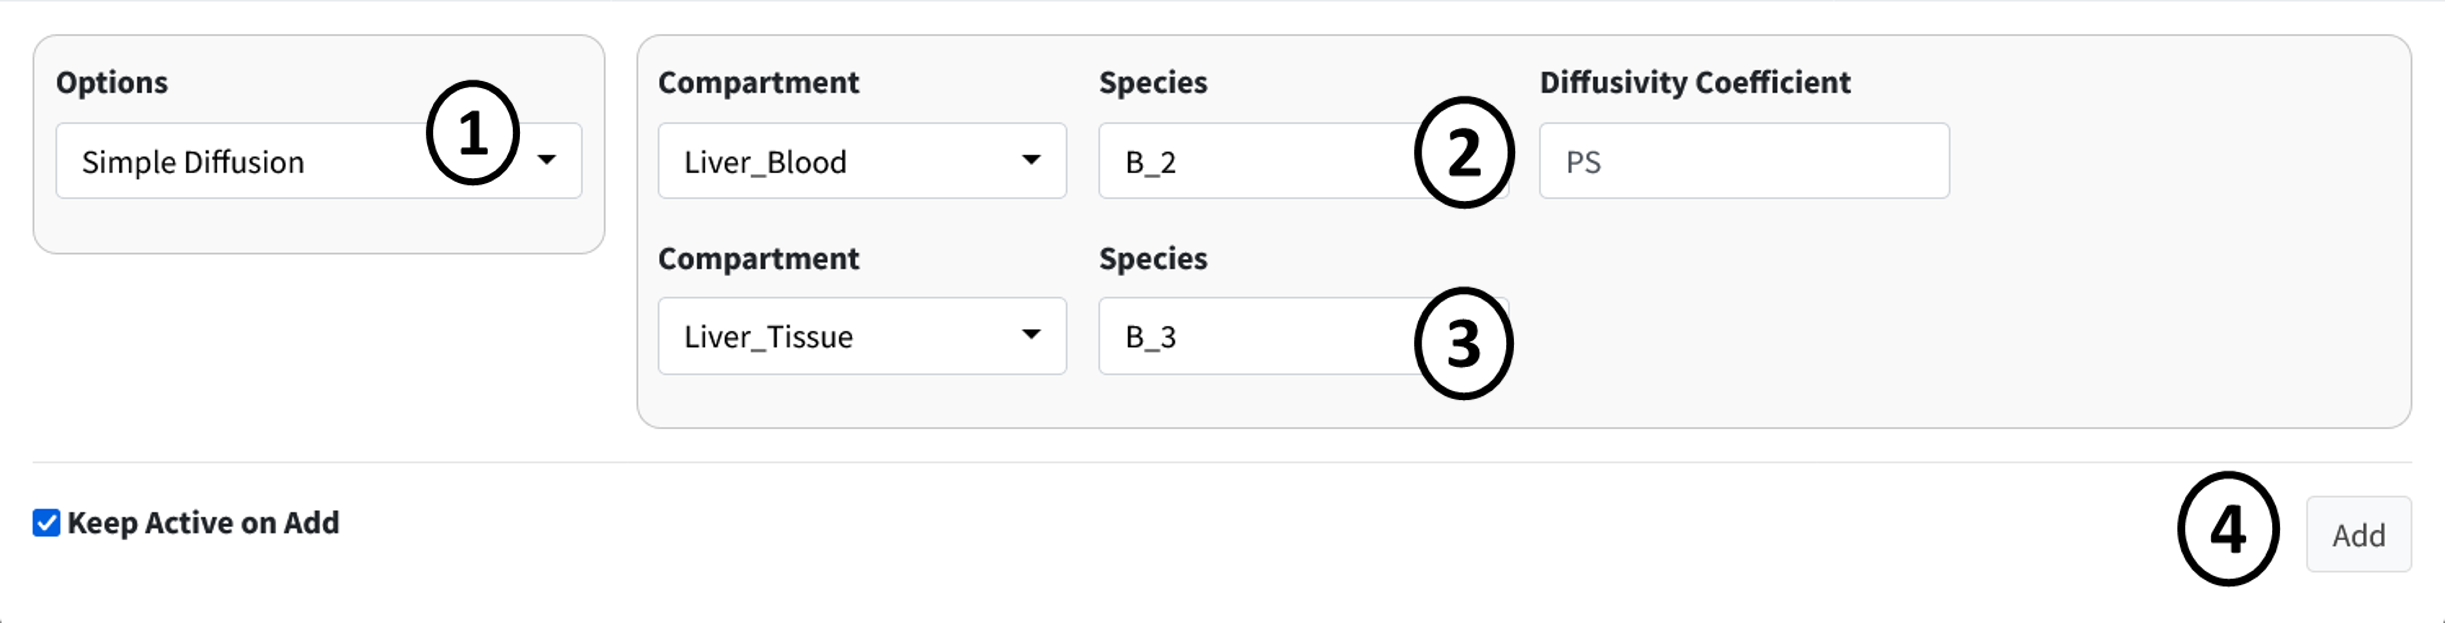 Options
1
Simple Diffusion
Compartment
Species
Diffusivity Coefficient
Liver_Blood
B_2
2
PS
Compartment
Species
Liver_Tissue
B_3
3
Keep Active on Add
4
Add